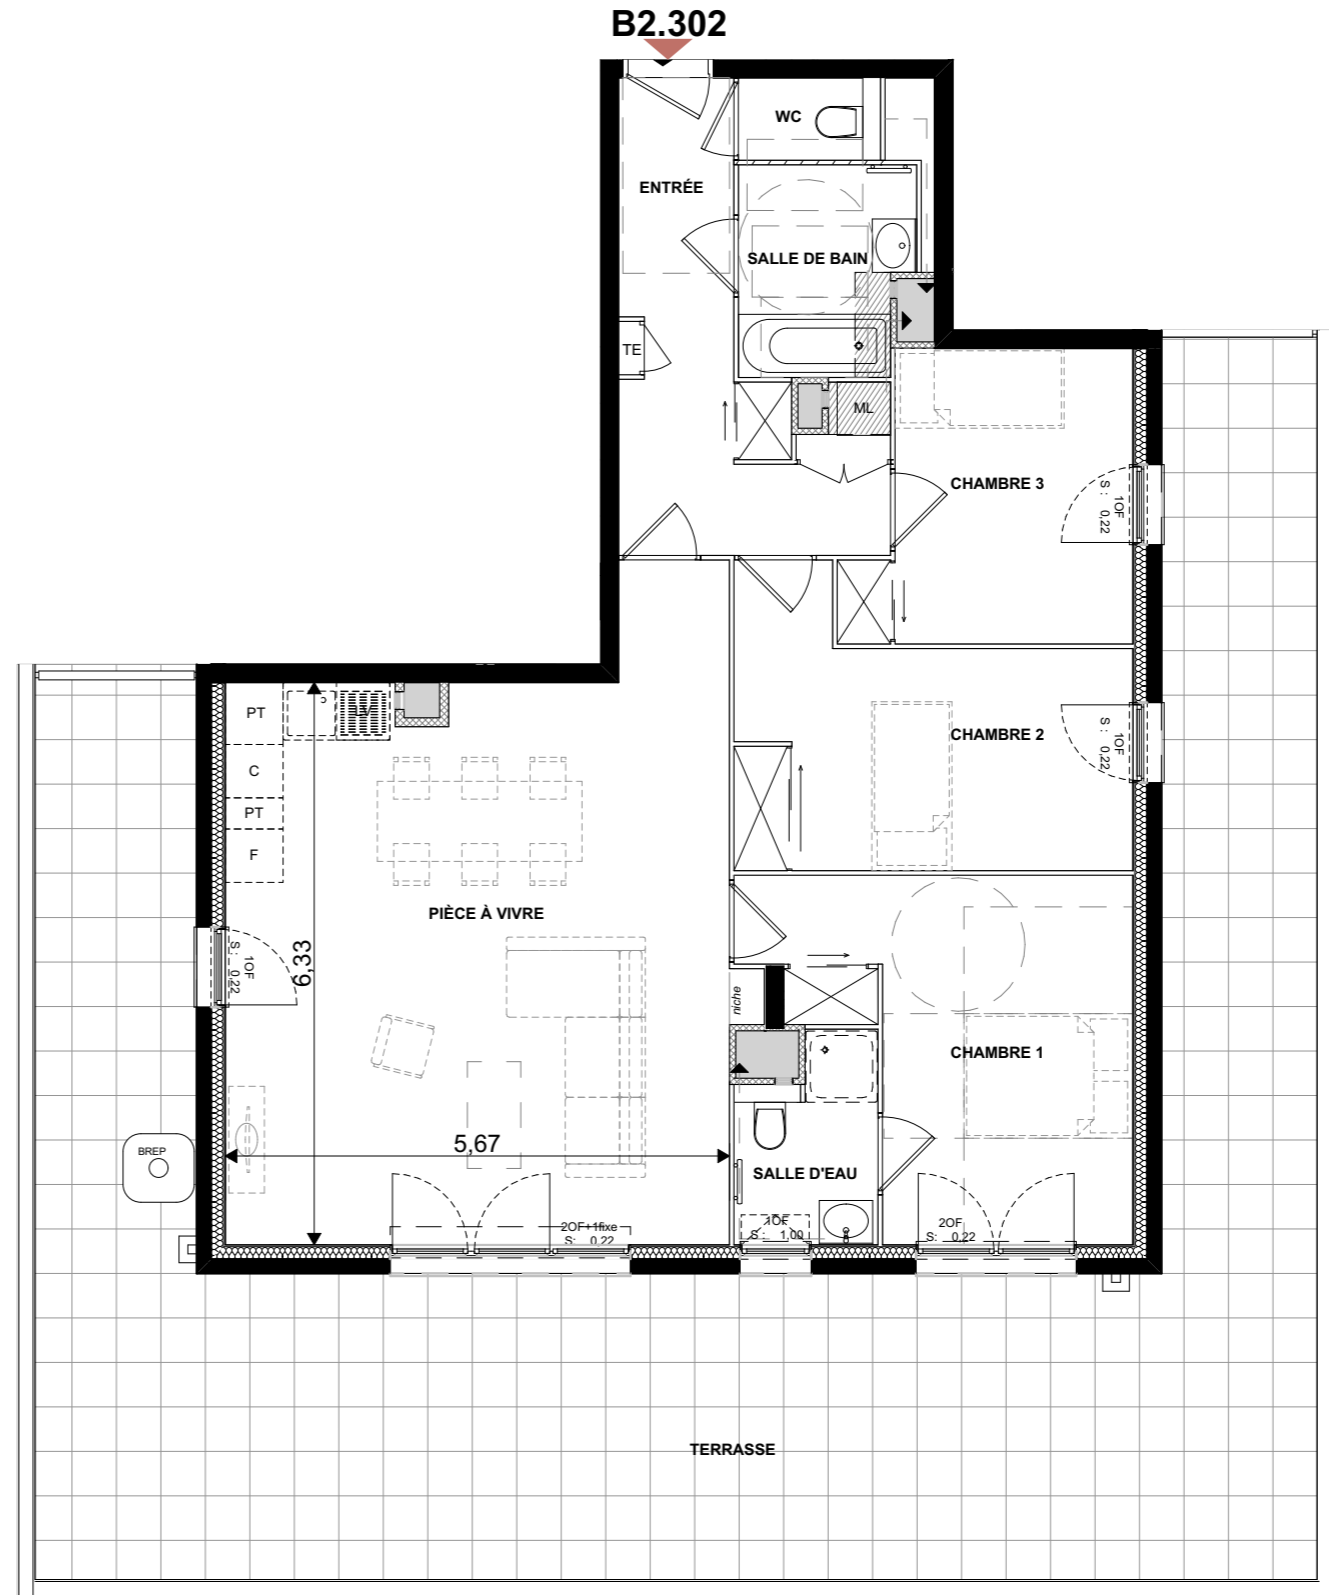 B2.302
WC
ENTRÉE
SALLE DE BAIN
TE
ML
CHAMBRE 3
1OF
S : 0,22
PT
LV
C
PT
F
CHAMBRE 2
1OF
S : 0,22
PIÈCE À VIVRE
1OF
S : 0,22
6,33
niche
CHAMBRE 1
5,67
BREP
SALLE D'EAU
2OF+1fixe
S: 0,22
1OF
S : 1,00
2OF
S: 0,22
TERRASSE